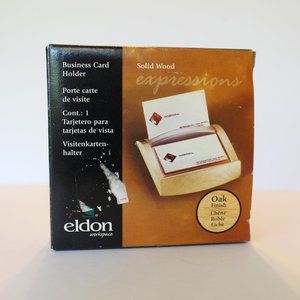 Business Card
Holder
Porte carte
de visite
Cont.: 1
Tarjetero para
tarjetas de vista
Visitenkarten-
halter
eldon
workspace
Solid Wood
expressions
Oak
Finish
Chêne
Roble
Eiche